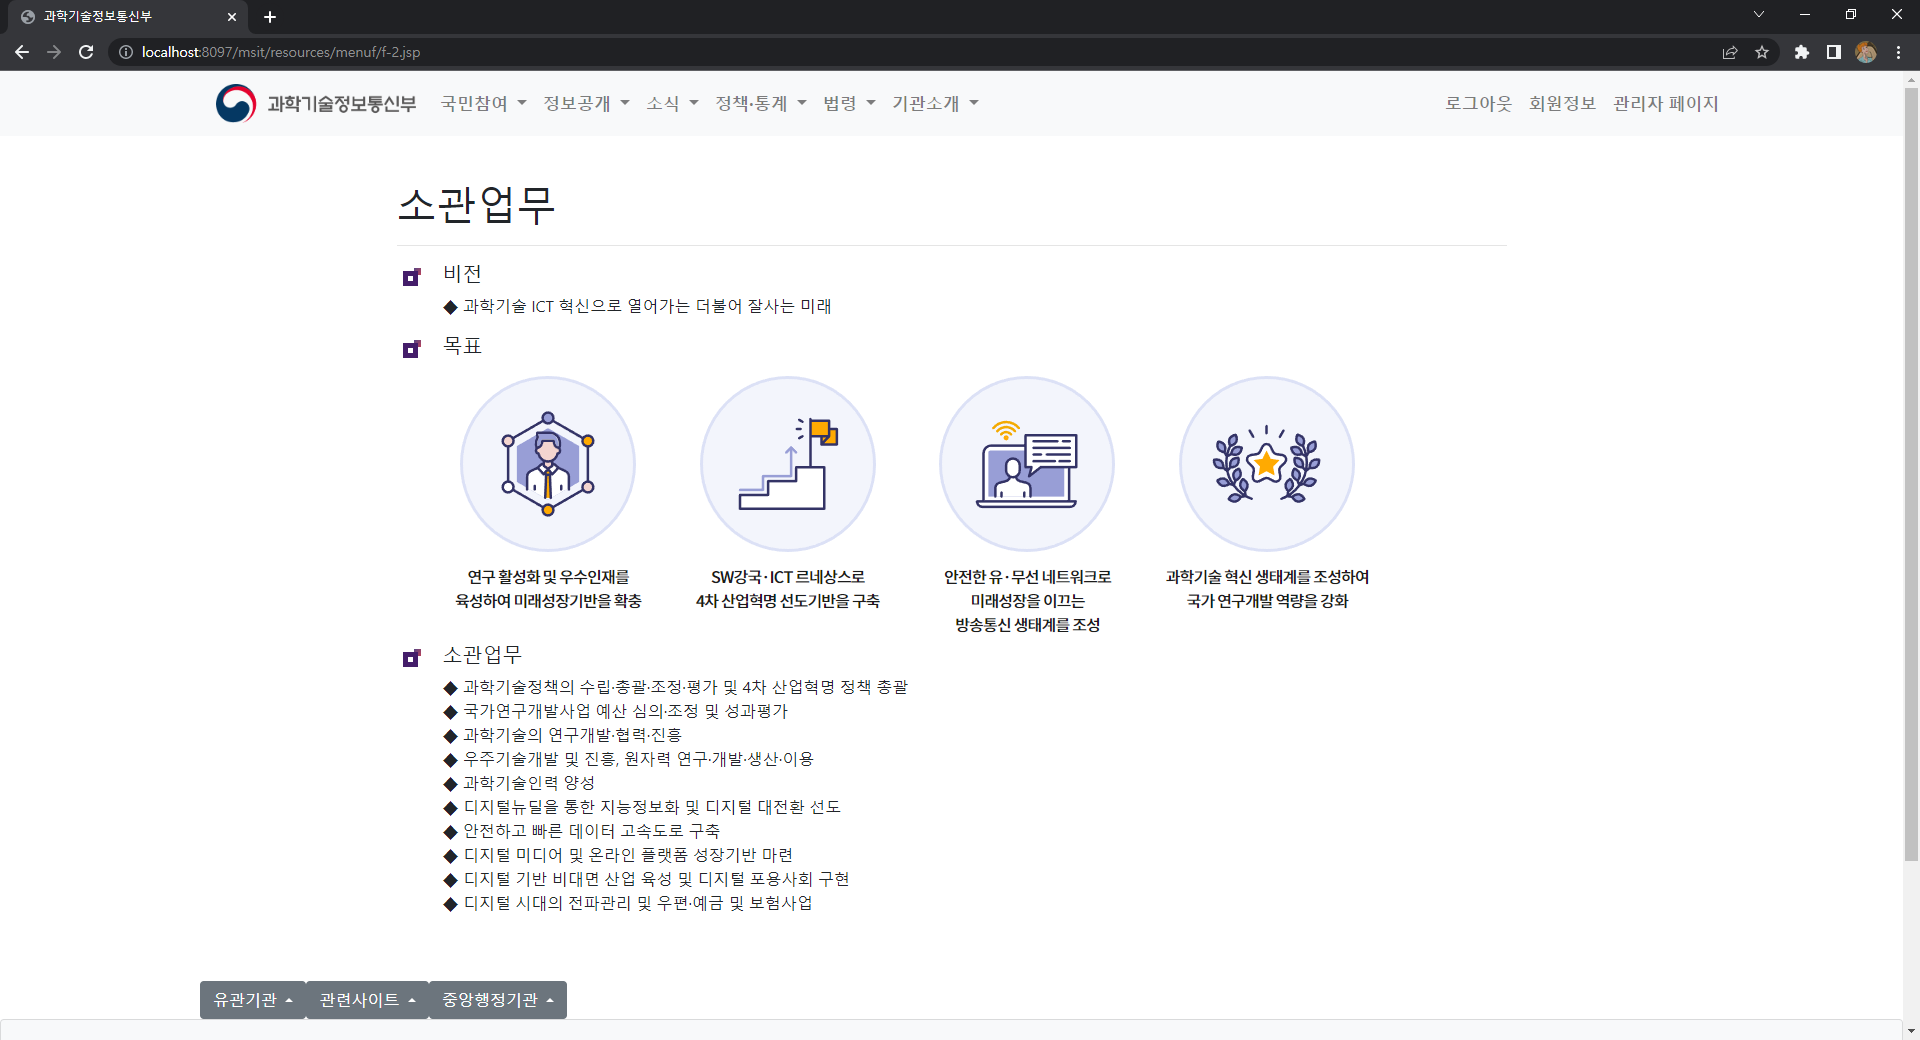 과학기술정보통신부
localhost:8097/msit/resources/menuf/f-2.jsp
과학기술정보통신부 국민참여 정보공개 소식 정책·통계 법령 기관소개 로그아웃 회원정보 관리자 페이지
소관업무
비전
◆ 과학기술 ICT 혁신으로 열어가는 더불어 잘사는 미래
목표
연구 활성화 및 우수인재를
육성하여 미래성장기반을 확충
SW강국·ICT 르네상스로
4차 산업혁명 선도기반을 구축
안전한 유·무선 네트워크로
미래성장을 이끄는
방송통신 생태계를 조성
과학기술 혁신 생태계를 조성하여
국가 연구개발 역량을 강화
소관업무
◆ 과학기술정책의 수립·총괄·조정·평가 및 4차 산업혁명 정책 총괄
◆ 국가연구개발사업 예산 심의·조정 및 성과평가
◆ 과학기술의 연구개발·협력·진흥
◆ 우주기술개발 및 진흥, 원자력 연구·개발·생산·이용
◆ 과학기술인력 양성
◆ 디지털뉴딜을 통한 지능정보화 및 디지털 대전환 선도
◆ 안전하고 빠른 데이터 고속도로 구축
◆ 디지털 미디어 및 온라인 플랫폼 성장기반 마련
◆ 디지털 기반 비대면 산업 육성 및 디지털 포용사회 구현
◆ 디지털 시대의 전파관리 및 우편·예금 및 보험사업
유관기관 관련사이트 중앙행정기관